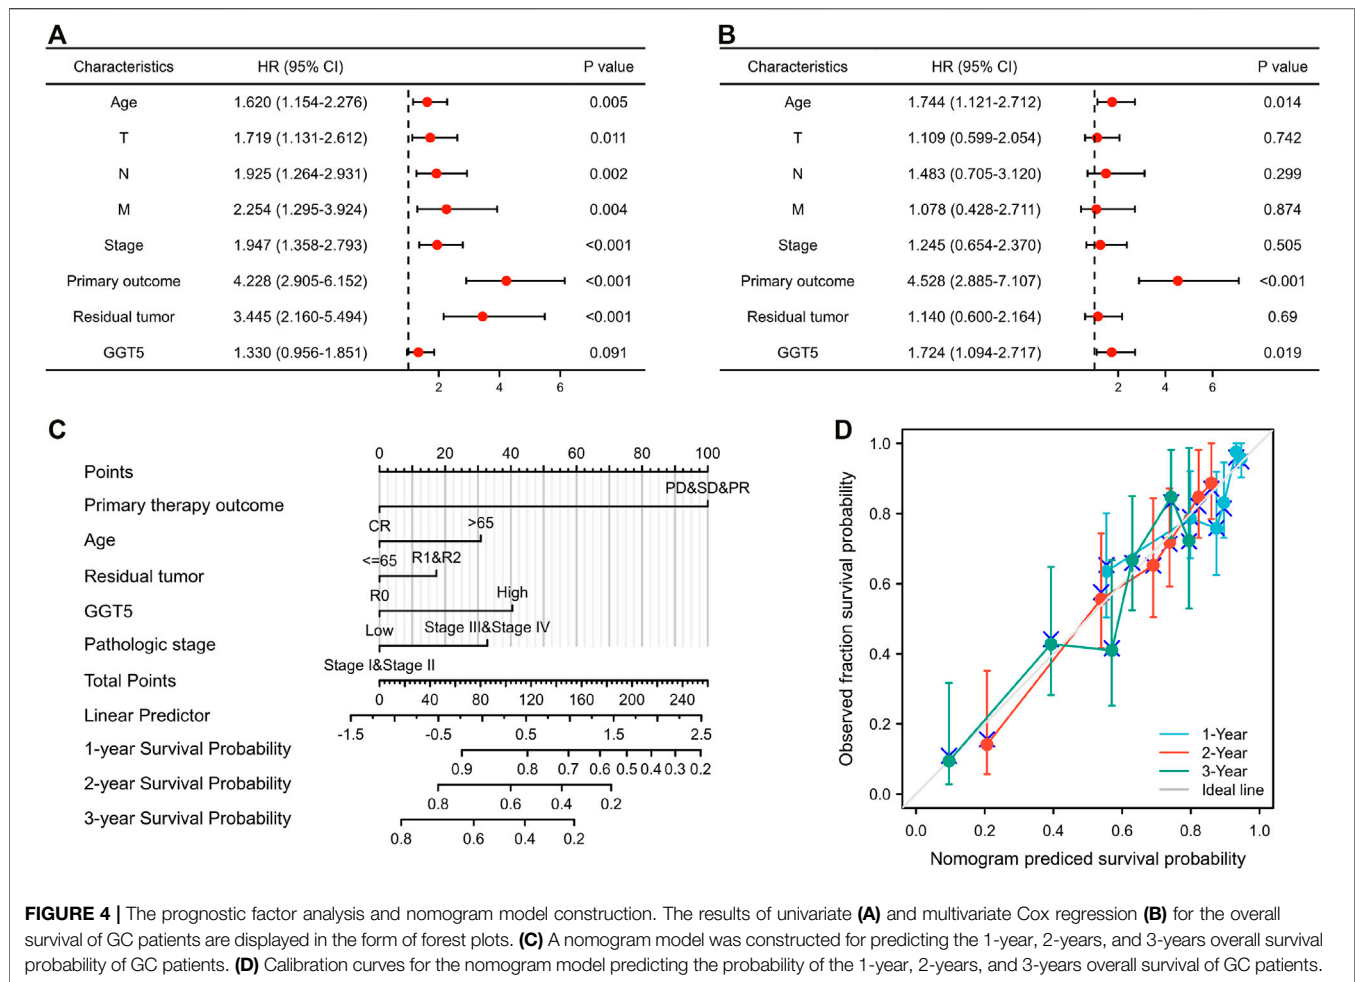 A
Characteristics HR (95% CI) P value
Age 1.620 (1.154-2.276) 0.005
T 1.719 (1.131-2.612) 0.011
N 1.925 (1.264-2.931) 0.002
M 2.254 (1.295-3.924) 0.004
Stage 1.947 (1.358-2.793) <0.001
Primary outcome 4.228 (2.905-6.152) <0.001
Residual tumor 3.445 (2.160-5.494) <0.001
GGT5 1.330 (0.956-1.851) 0.091
2 4 6
B
Characteristics HR (95% CI) P value
Age 1.744 (1.121-2.712) 0.014
T 1.109 (0.599-2.054) 0.742
N 1.483 (0.705-3.120) 0.299
M 1.078 (0.428-2.711) 0.874
Stage 1.245 (0.654-2.370) 0.505
Primary outcome 4.528 (2.885-7.107) <0.001
Residual tumor 1.140 (0.600-2.164) 0.69
GGT5 1.724 (1.094-2.717) 0.019
2 4 6
C
0 20 40 60 80 100
Points
PD&SD&PR
Primary therapy outcome
CR >65
Age
<=65 R1&R2
Residual tumor
R0 High
GGT5
Low Stage III&Stage IV
Pathologic stage
Stage I&Stage II
Total Points
0 40 80 120 160 200 240
Linear Predictor
-1.5 -0.5 0.5 1.5 2.5
1-year Survival Probability
0.9 0.8 0.7 0.6 0.5 0.4 0.3 0.2
2-year Survival Probability
0.8 0.6 0.4 0.2
3-year Survival Probability
0.8 0.6 0.4 0.2
D
Observed fraction survival probability
1.0
0.8
0.6
0.4
0.2
0.0
1-Year
2-Year
3-Year
Ideal line
0.0 0.2 0.4 0.6 0.8 1.0
Nomogram prediced survival probability
FIGURE 4 | The prognostic factor analysis and nomogram model construction. The results of univariate (A) and multivariate Cox regression (B) for the overall
survival of GC patients are displayed in the form of forest plots. (C) A nomogram model was constructed for predicting the 1-year, 2-years, and 3-years overall survival
probability of GC patients. (D) Calibration curves for the nomogram model predicting the probability of the 1-year, 2-years, and 3-years overall survival of GC patients.